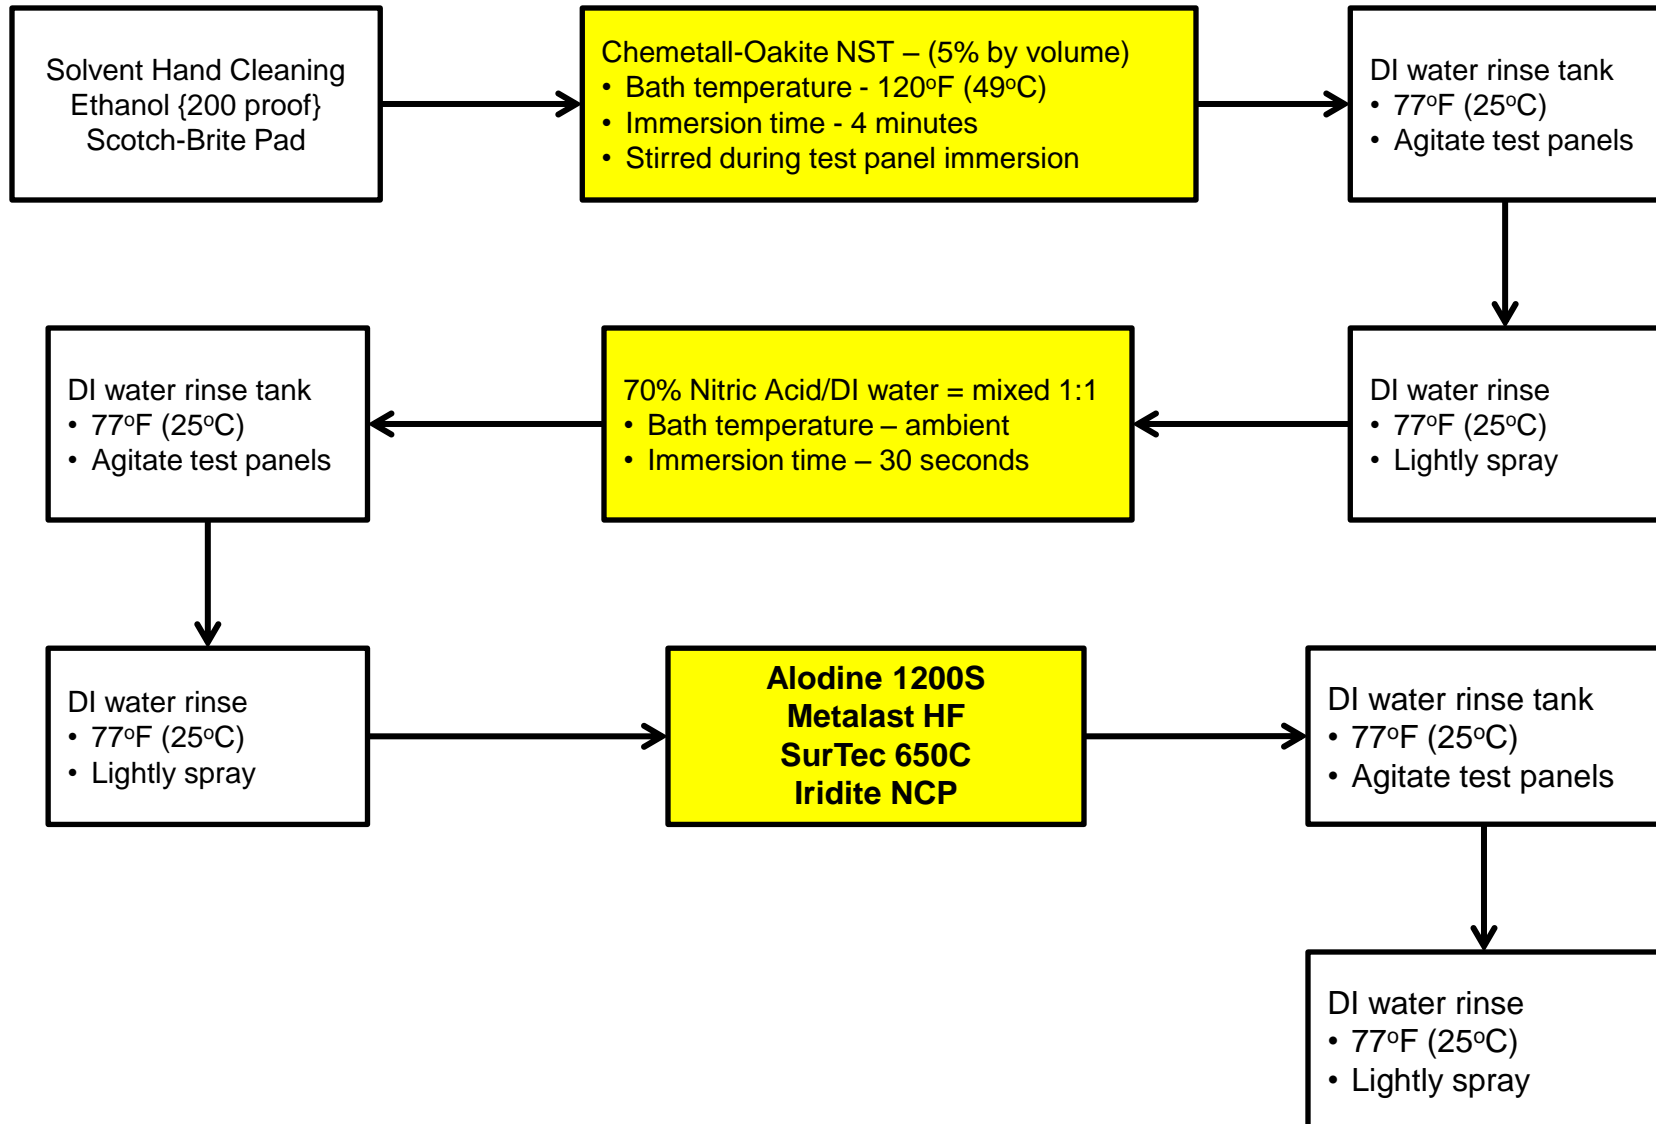 Solvent Hand Cleaning
Ethanol {200 proof}
Scotch-Brite Pad
Chemetall-Oakite NST – (5% by volume)
• Bath temperature - 120ºF (49ºC)
• Immersion time - 4 minutes
• Stirred during test panel immersion
DI water rinse tank
• 77ºF (25ºC)
• Agitate test panels
DI water rinse
• 77ºF (25ºC)
• Lightly spray
70% Nitric Acid/DI water = mixed 1:1
• Bath temperature – ambient
• Immersion time – 30 seconds
DI water rinse tank
• 77ºF (25ºC)
• Agitate test panels
DI water rinse
• 77ºF (25ºC)
• Lightly spray
Alodine 1200S
Metalast HF
SurTec 650C
Iridite NCP
DI water rinse tank
• 77ºF (25ºC)
• Agitate test panels
DI water rinse
• 77ºF (25ºC)
• Lightly spray